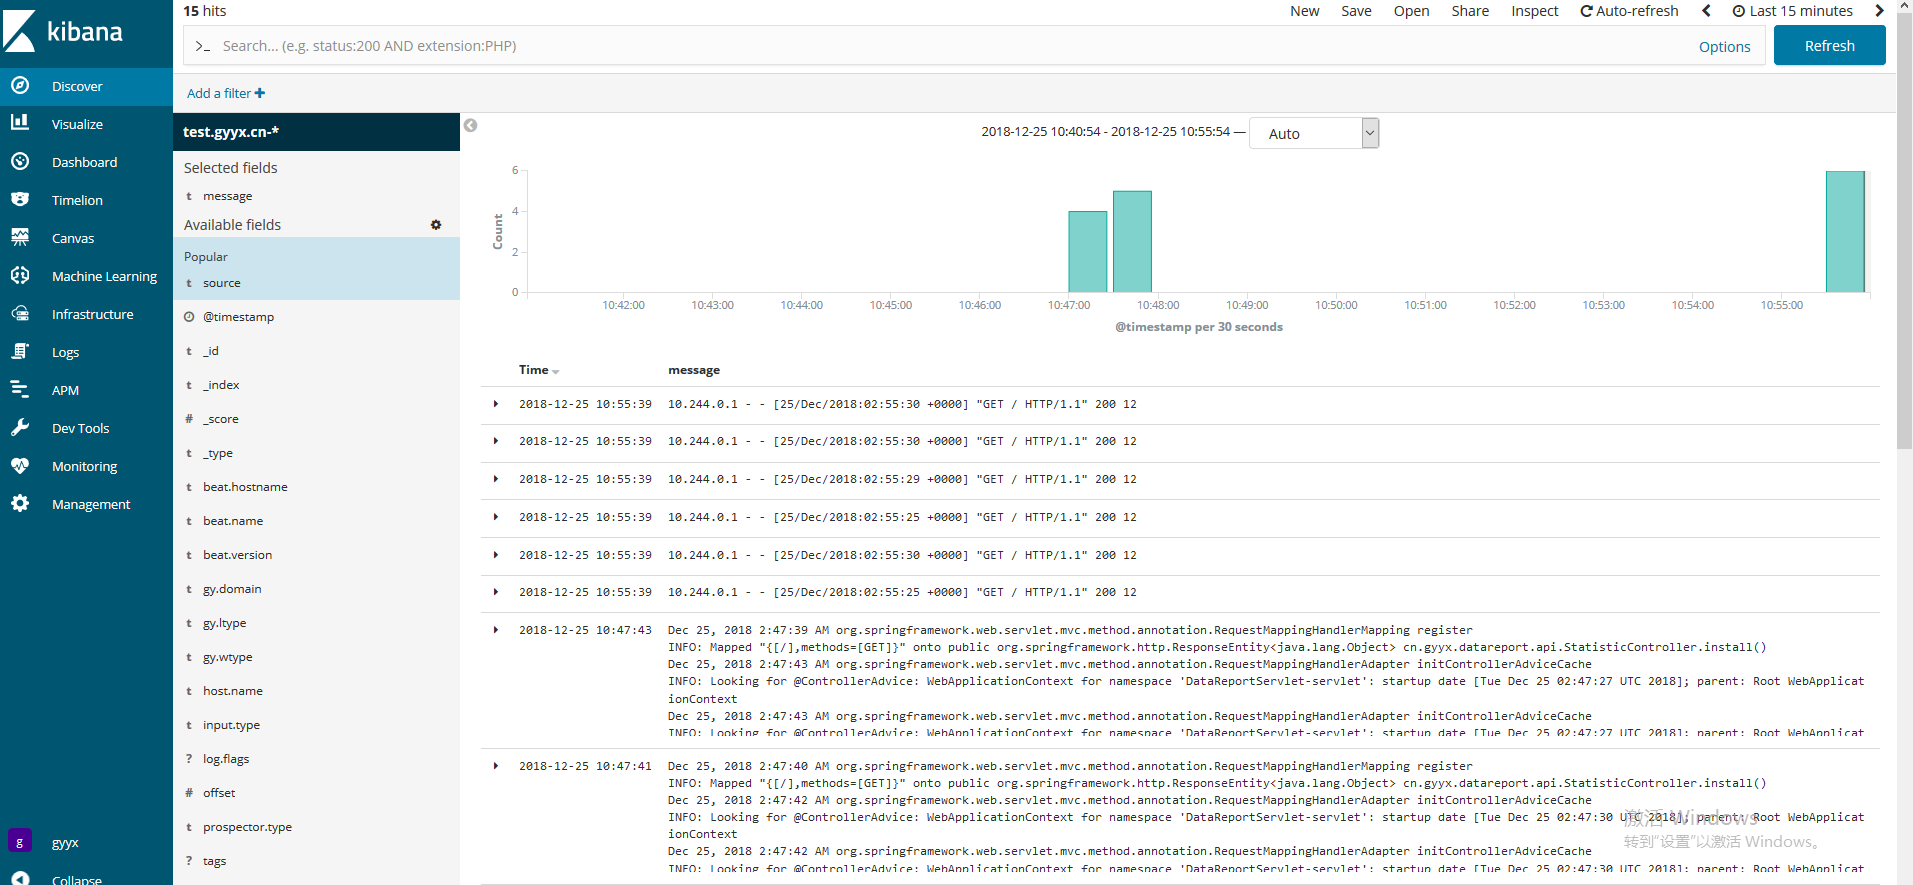 kibana
Discover
Visualize
Dashboard
Timelion
Canvas
Machine Learning
Infrastructure
Logs
APM
Dev Tools
Monitoring
Management
g
gyyx
Collapse
15 hits
New Save Open Share Inspect Auto-refresh Last 15 minutes
>_ Search... (e.g. status:200 AND extension:PHP) Options Refresh
Add a filter
test.gyyx.cn-*
Selected fields
t message
Available fields
Popular
t source
@timestamp
t _id
t _index
# _score
t _type
t beat.hostname
t beat.name
t beat.version
t gy.domain
t gy.ltype
t gy.wtype
t host.name
t input.type
? log.flags
# offset
t prospector.type
? tags
2018-12-25 10:40:54 - 2018-12-25 10:55:54 — Auto
Count
6
4
2
0
10:42:00 10:43:00 10:44:00 10:45:00 10:46:00 10:47:00 10:48:00 10:49:00 10:50:00 10:51:00 10:52:00 10:53:00 10:54:00 10:55:00
@timestamp per 30 seconds
Time message
2018-12-25 10:55:39 10.244.0.1 - - [25/Dec/2018:02:55:30 +0000] "GET / HTTP/1.1" 200 12
2018-12-25 10:55:39 10.244.0.1 - - [25/Dec/2018:02:55:30 +0000] "GET / HTTP/1.1" 200 12
2018-12-25 10:55:39 10.244.0.1 - - [25/Dec/2018:02:55:29 +0000] "GET / HTTP/1.1" 200 12
2018-12-25 10:55:39 10.244.0.1 - - [25/Dec/2018:02:55:25 +0000] "GET / HTTP/1.1" 200 12
2018-12-25 10:55:39 10.244.0.1 - - [25/Dec/2018:02:55:30 +0000] "GET / HTTP/1.1" 200 12
2018-12-25 10:55:39 10.244.0.1 - - [25/Dec/2018:02:55:25 +0000] "GET / HTTP/1.1" 200 12
2018-12-25 10:47:43 Dec 25, 2018 2:47:39 AM org.springframework.web.servlet.mvc.method.annotation.RequestMappingHandlerMapping register
INFO: Mapped "{[/],methods=[GET]}" onto public org.springframework.http.ResponseEntity<java.lang.Object> cn.gyyx.datareport.api.StatisticController.install()
Dec 25, 2018 2:47:43 AM org.springframework.web.servlet.mvc.method.annotation.RequestMappingHandlerAdapter initControllerAdviceCache
INFO: Looking for @ControllerAdvice: WebApplicationContext for namespace 'DataReportServlet-servlet': startup date [Tue Dec 25 02:47:27 UTC 2018]; parent: Root WebApplicat
ionContext
Dec 25, 2018 2:47:43 AM org.springframework.web.servlet.mvc.method.annotation.RequestMappingHandlerAdapter initControllerAdviceCache
INFO: Looking for @ControllerAdvice: WebApplicationContext for namespace 'DataReportServlet-servlet': startup date [Tue Dec 25 02:47:27 UTC 2018]; parent: Root WebApplicat
2018-12-25 10:47:41 Dec 25, 2018 2:47:40 AM org.springframework.web.servlet.mvc.method.annotation.RequestMappingHandlerMapping register
INFO: Mapped "{[/],methods=[GET]}" onto public org.springframework.http.ResponseEntity<java.lang.Object> cn.gyyx.datareport.api.StatisticController.install()
Dec 25, 2018 2:47:42 AM org.springframework.web.servlet.mvc.method.annotation.RequestMappingHandlerAdapter initControllerAdviceCache
INFO: Looking for @ControllerAdvice: WebApplicationContext for namespace 'DataReportServlet-servlet': startup date [Tue Dec 25 02:47:30 UTC 2018]; parent: Root WebApplicat
ionContext
Dec 25, 2018 2:47:42 AM org.springframework.web.servlet.mvc.method.annotation.RequestMappingHandlerAdapter initControllerAdviceCache
INFO: Looking for @ControllerAdvice: WebApplicationContext for namespace 'DataReportServlet-servlet': startup date [Tue Dec 25 02:47:30 UTC 2018]; parent: Root WebApplicat
激活 Windows
转到"设置"以激活 Windows。